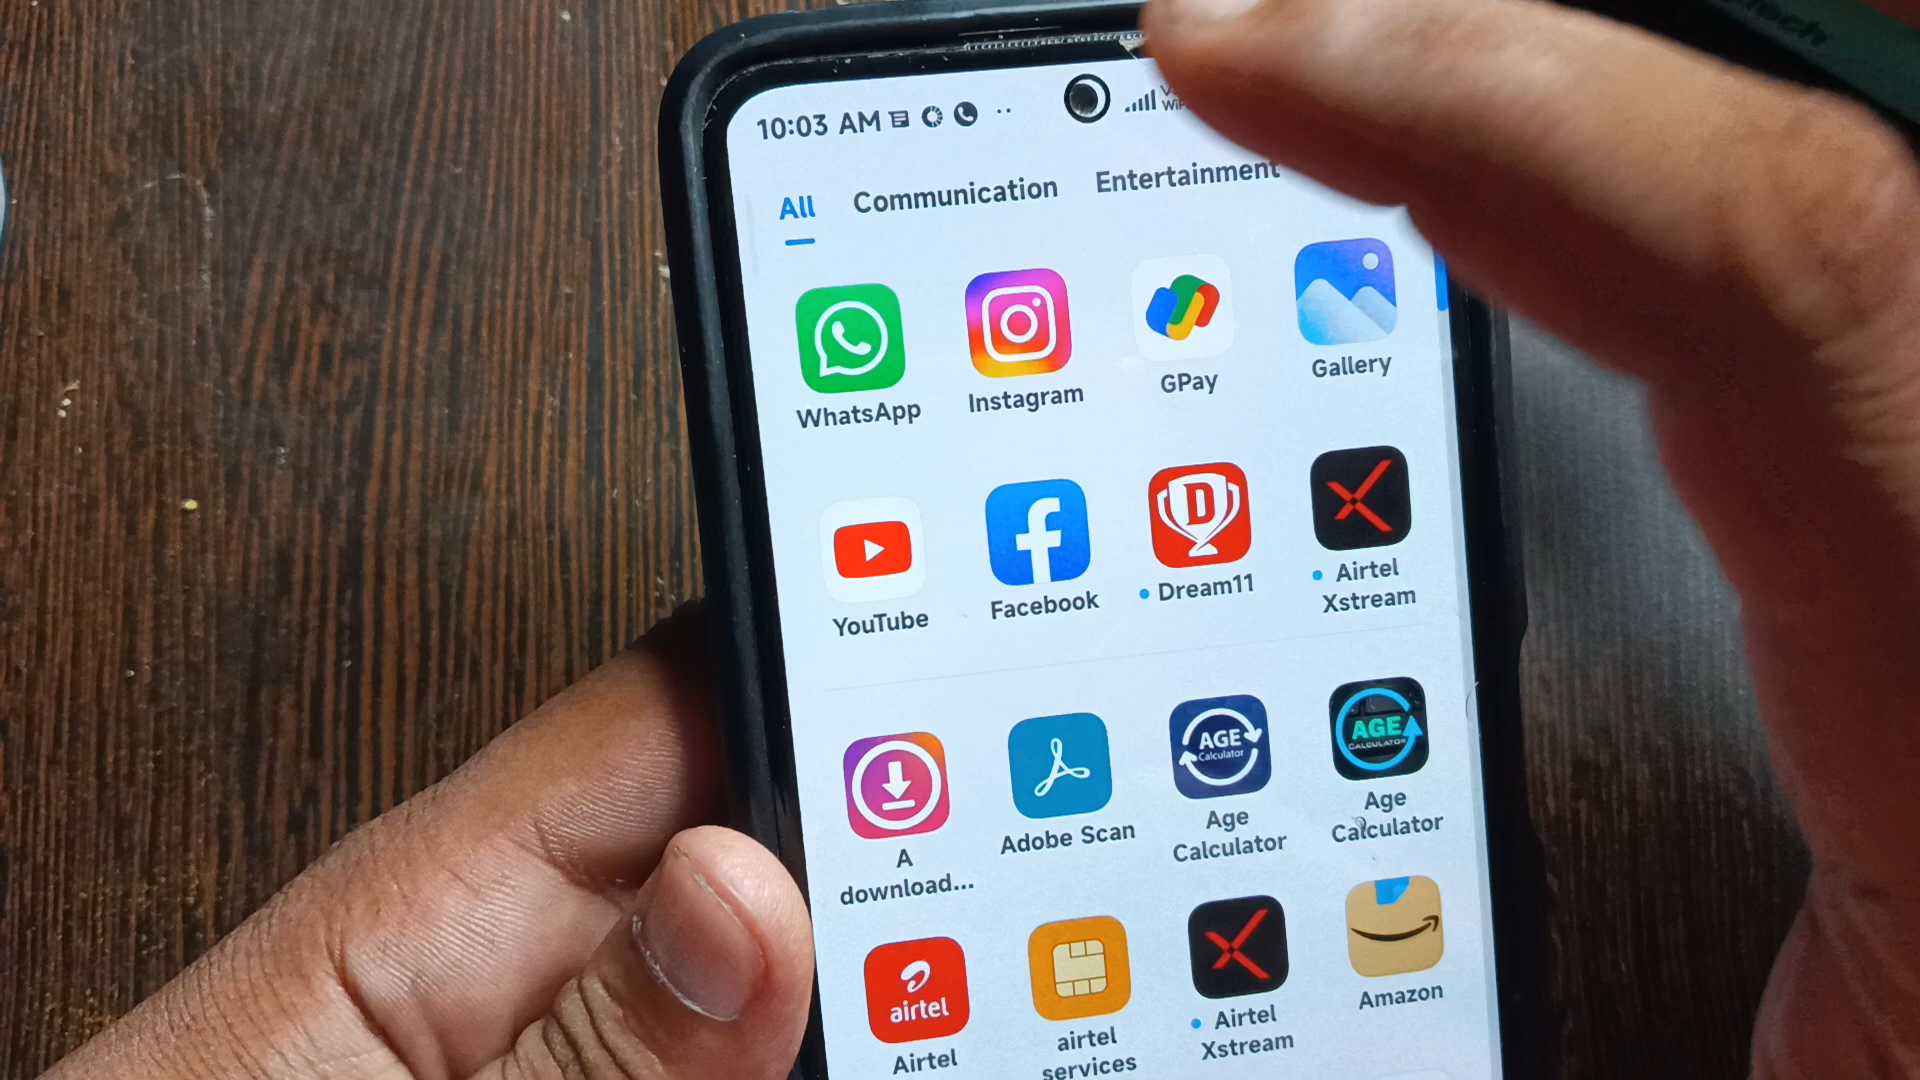 10:03 AM
WiFi
All Communication Entertainment
WhatsApp
Instagram
GPay
Gallery
YouTube
Facebook
D
Dream11
Airtel
Xstream
A
download...
Adobe Scan
AGE
Calculator
Age
Calculator
AGE
CALCULATOR
Age
Calculator
airtel
Airtel
airtel
services
Airtel
Xstream
Amazon